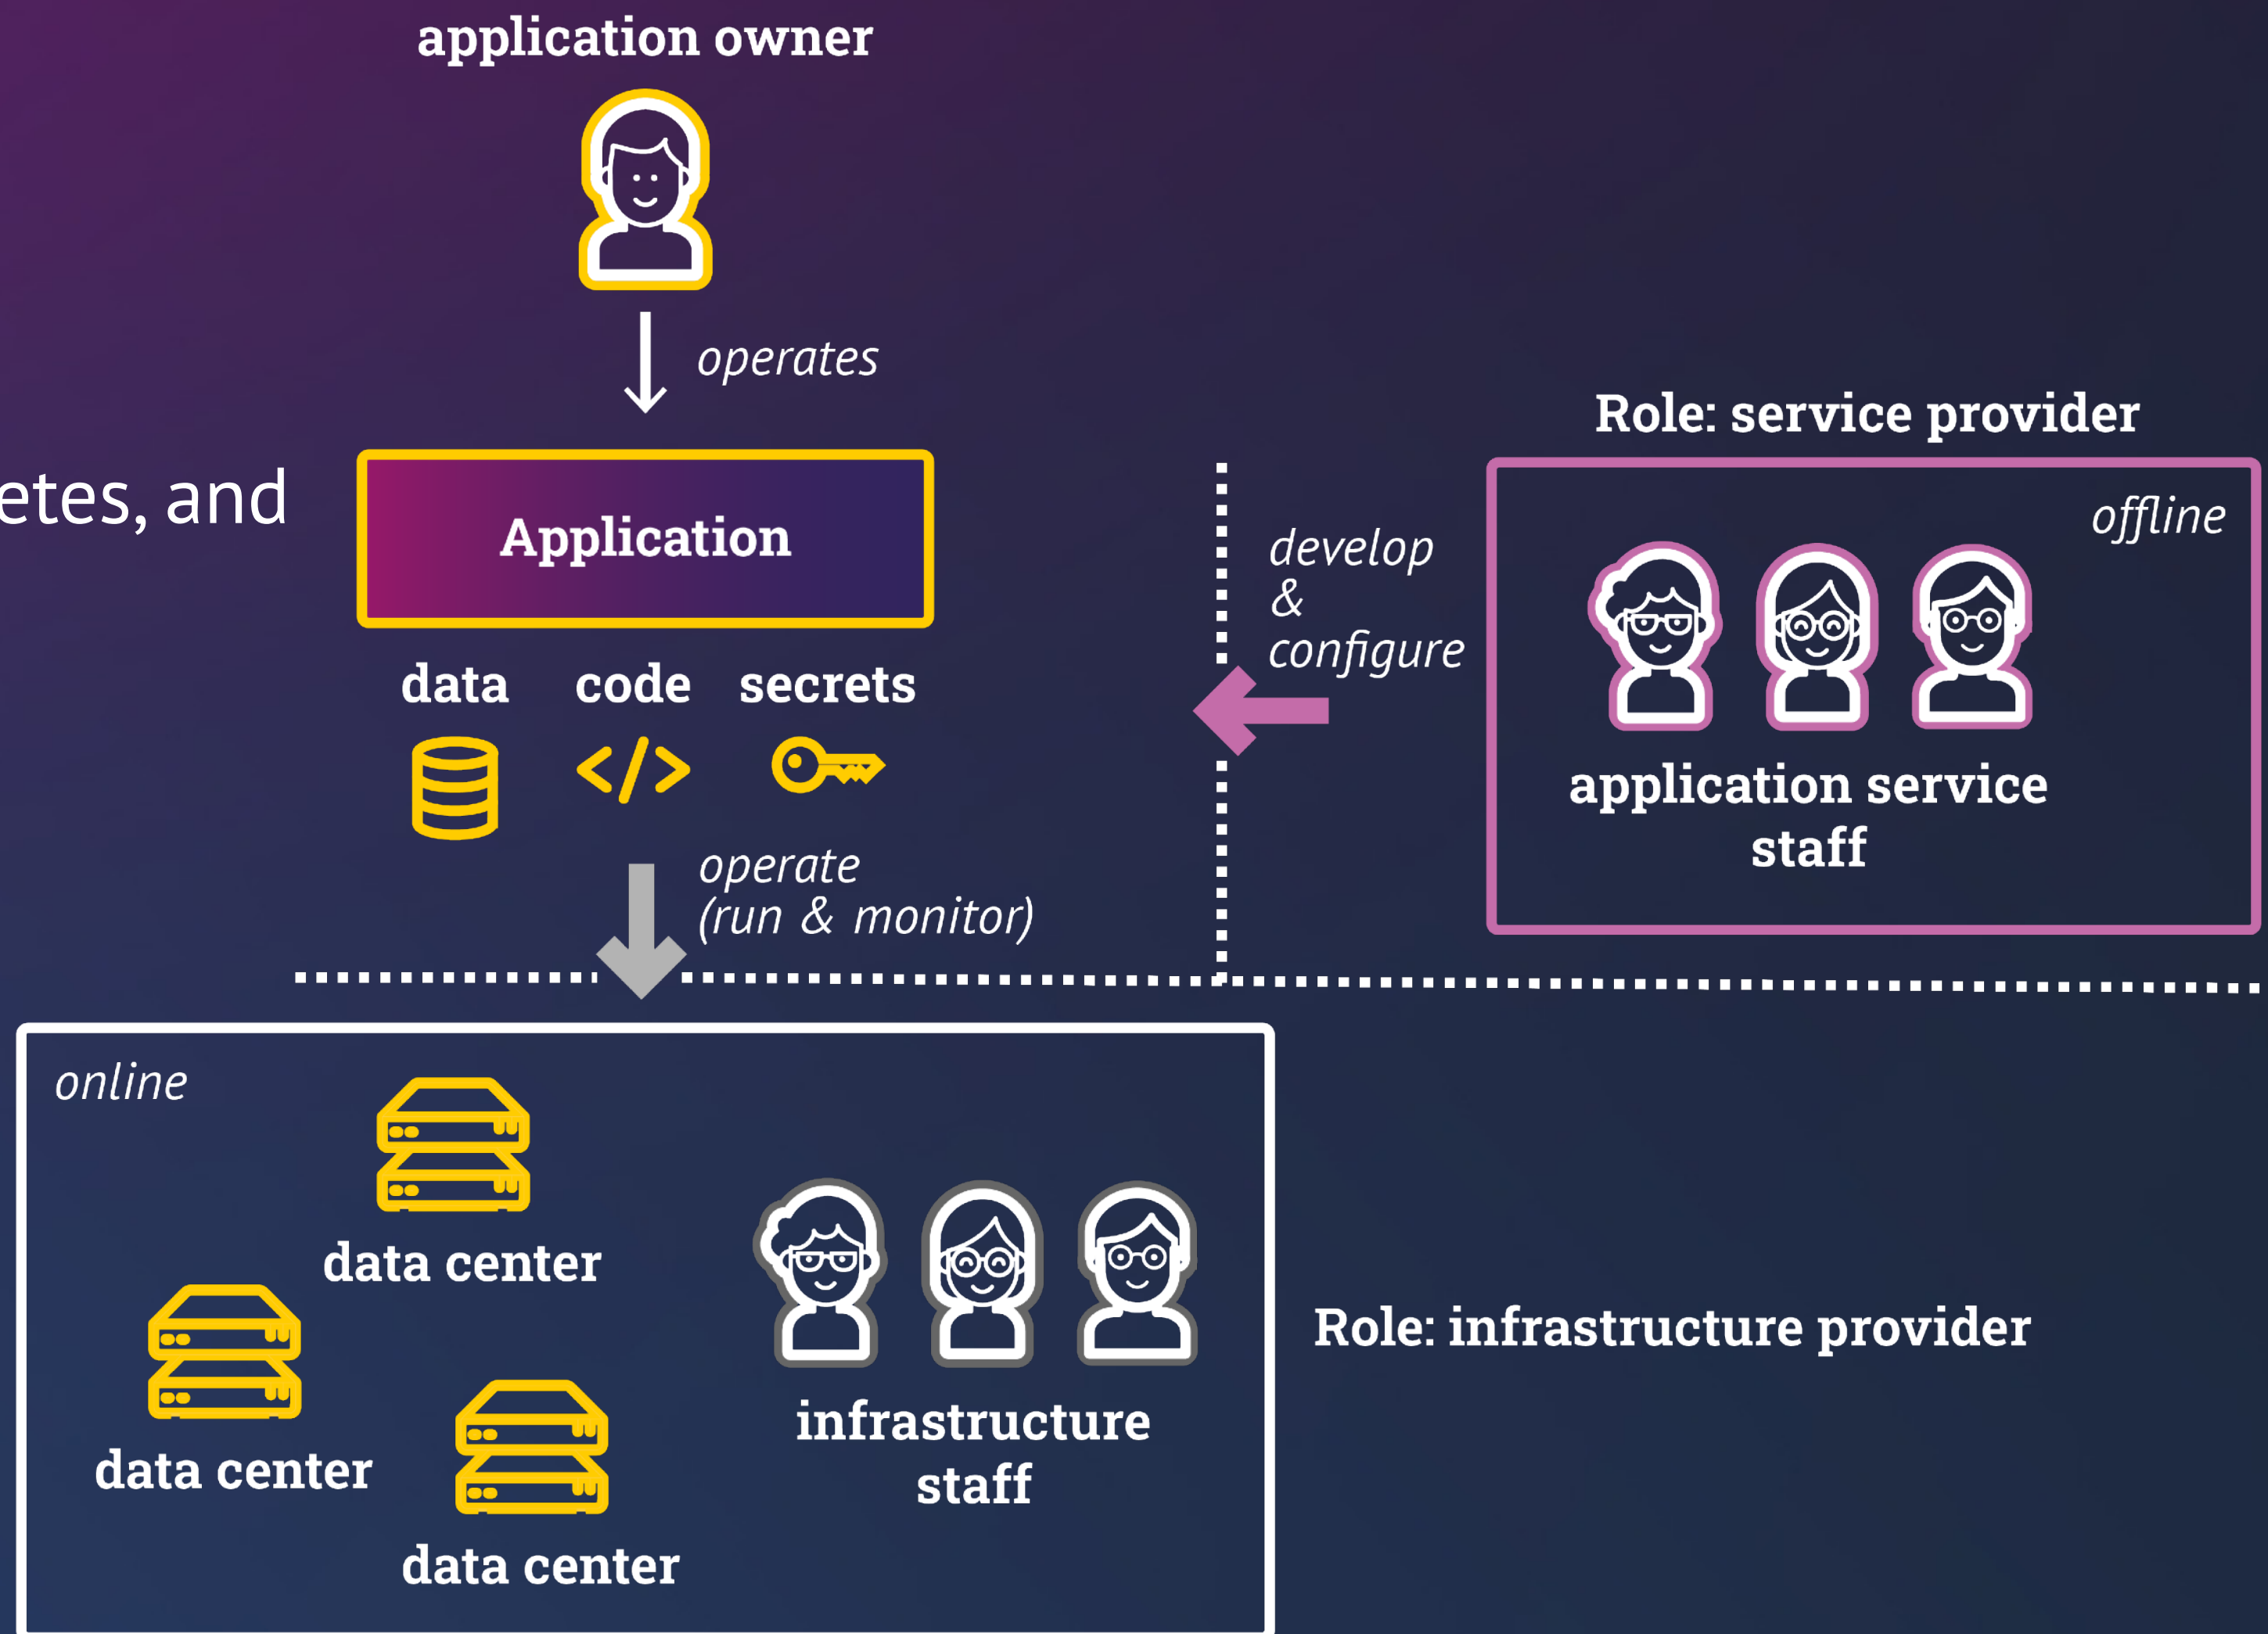 application owner
operates
Role: service provider
etes, and
Application
offline
develop
&
configure
data code secrets
application service
staff
operate
(run & monitor)
online
data center
data center
data center
infrastructure
staff
Role: infrastructure provider